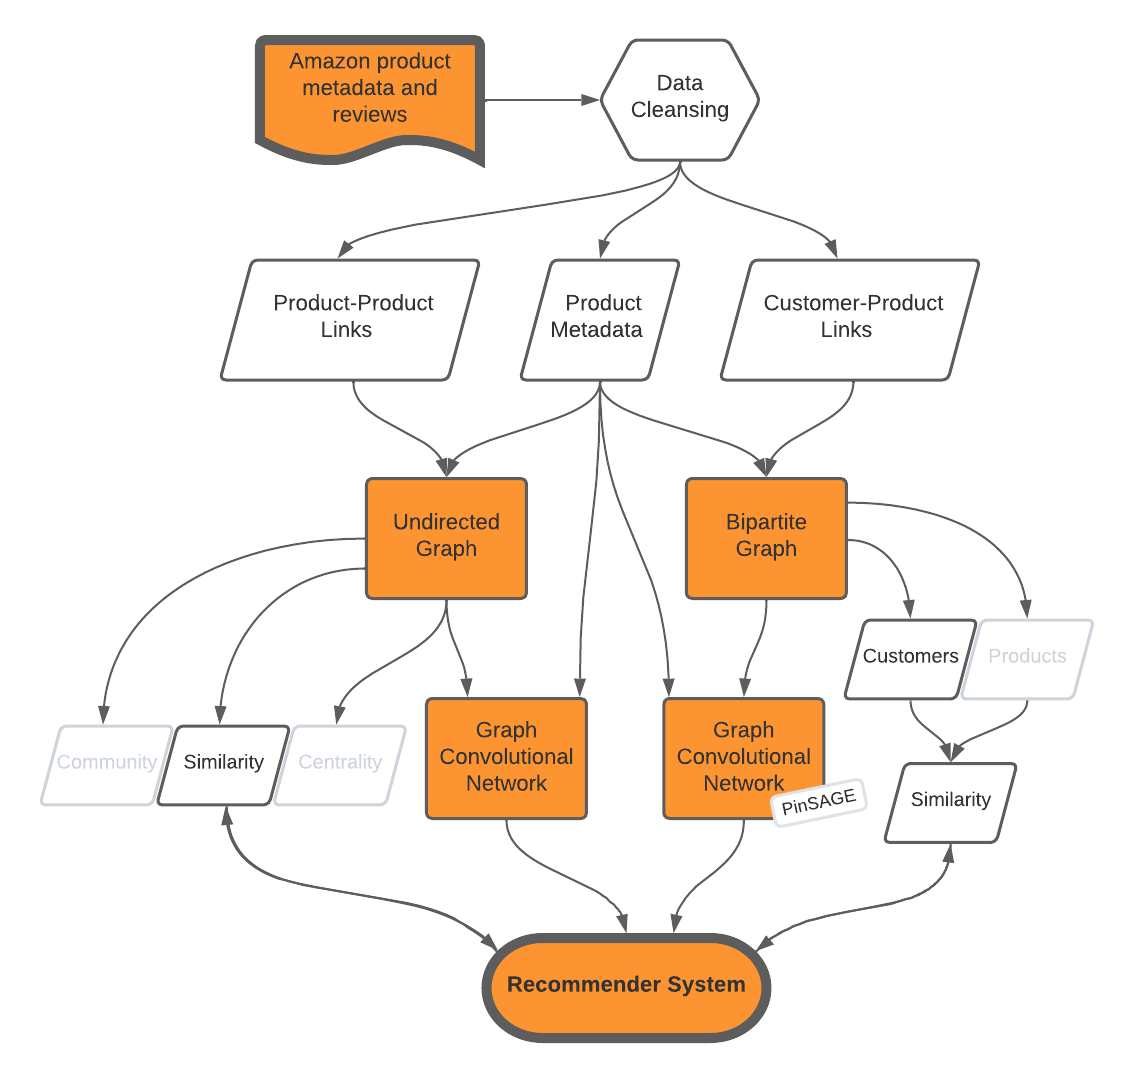 Amazon product
metadata and
reviews
Data
Cleansing
Product-Product
Links
Product
Metadata
Customer-Product
Links
Undirected
Graph
Bipartite
Graph
Customers
Products
Community
Similarity
Centrality
Graph
Convolutional
Network
Graph
Convolutional
Network
PinSAGE
Similarity
Recommender System